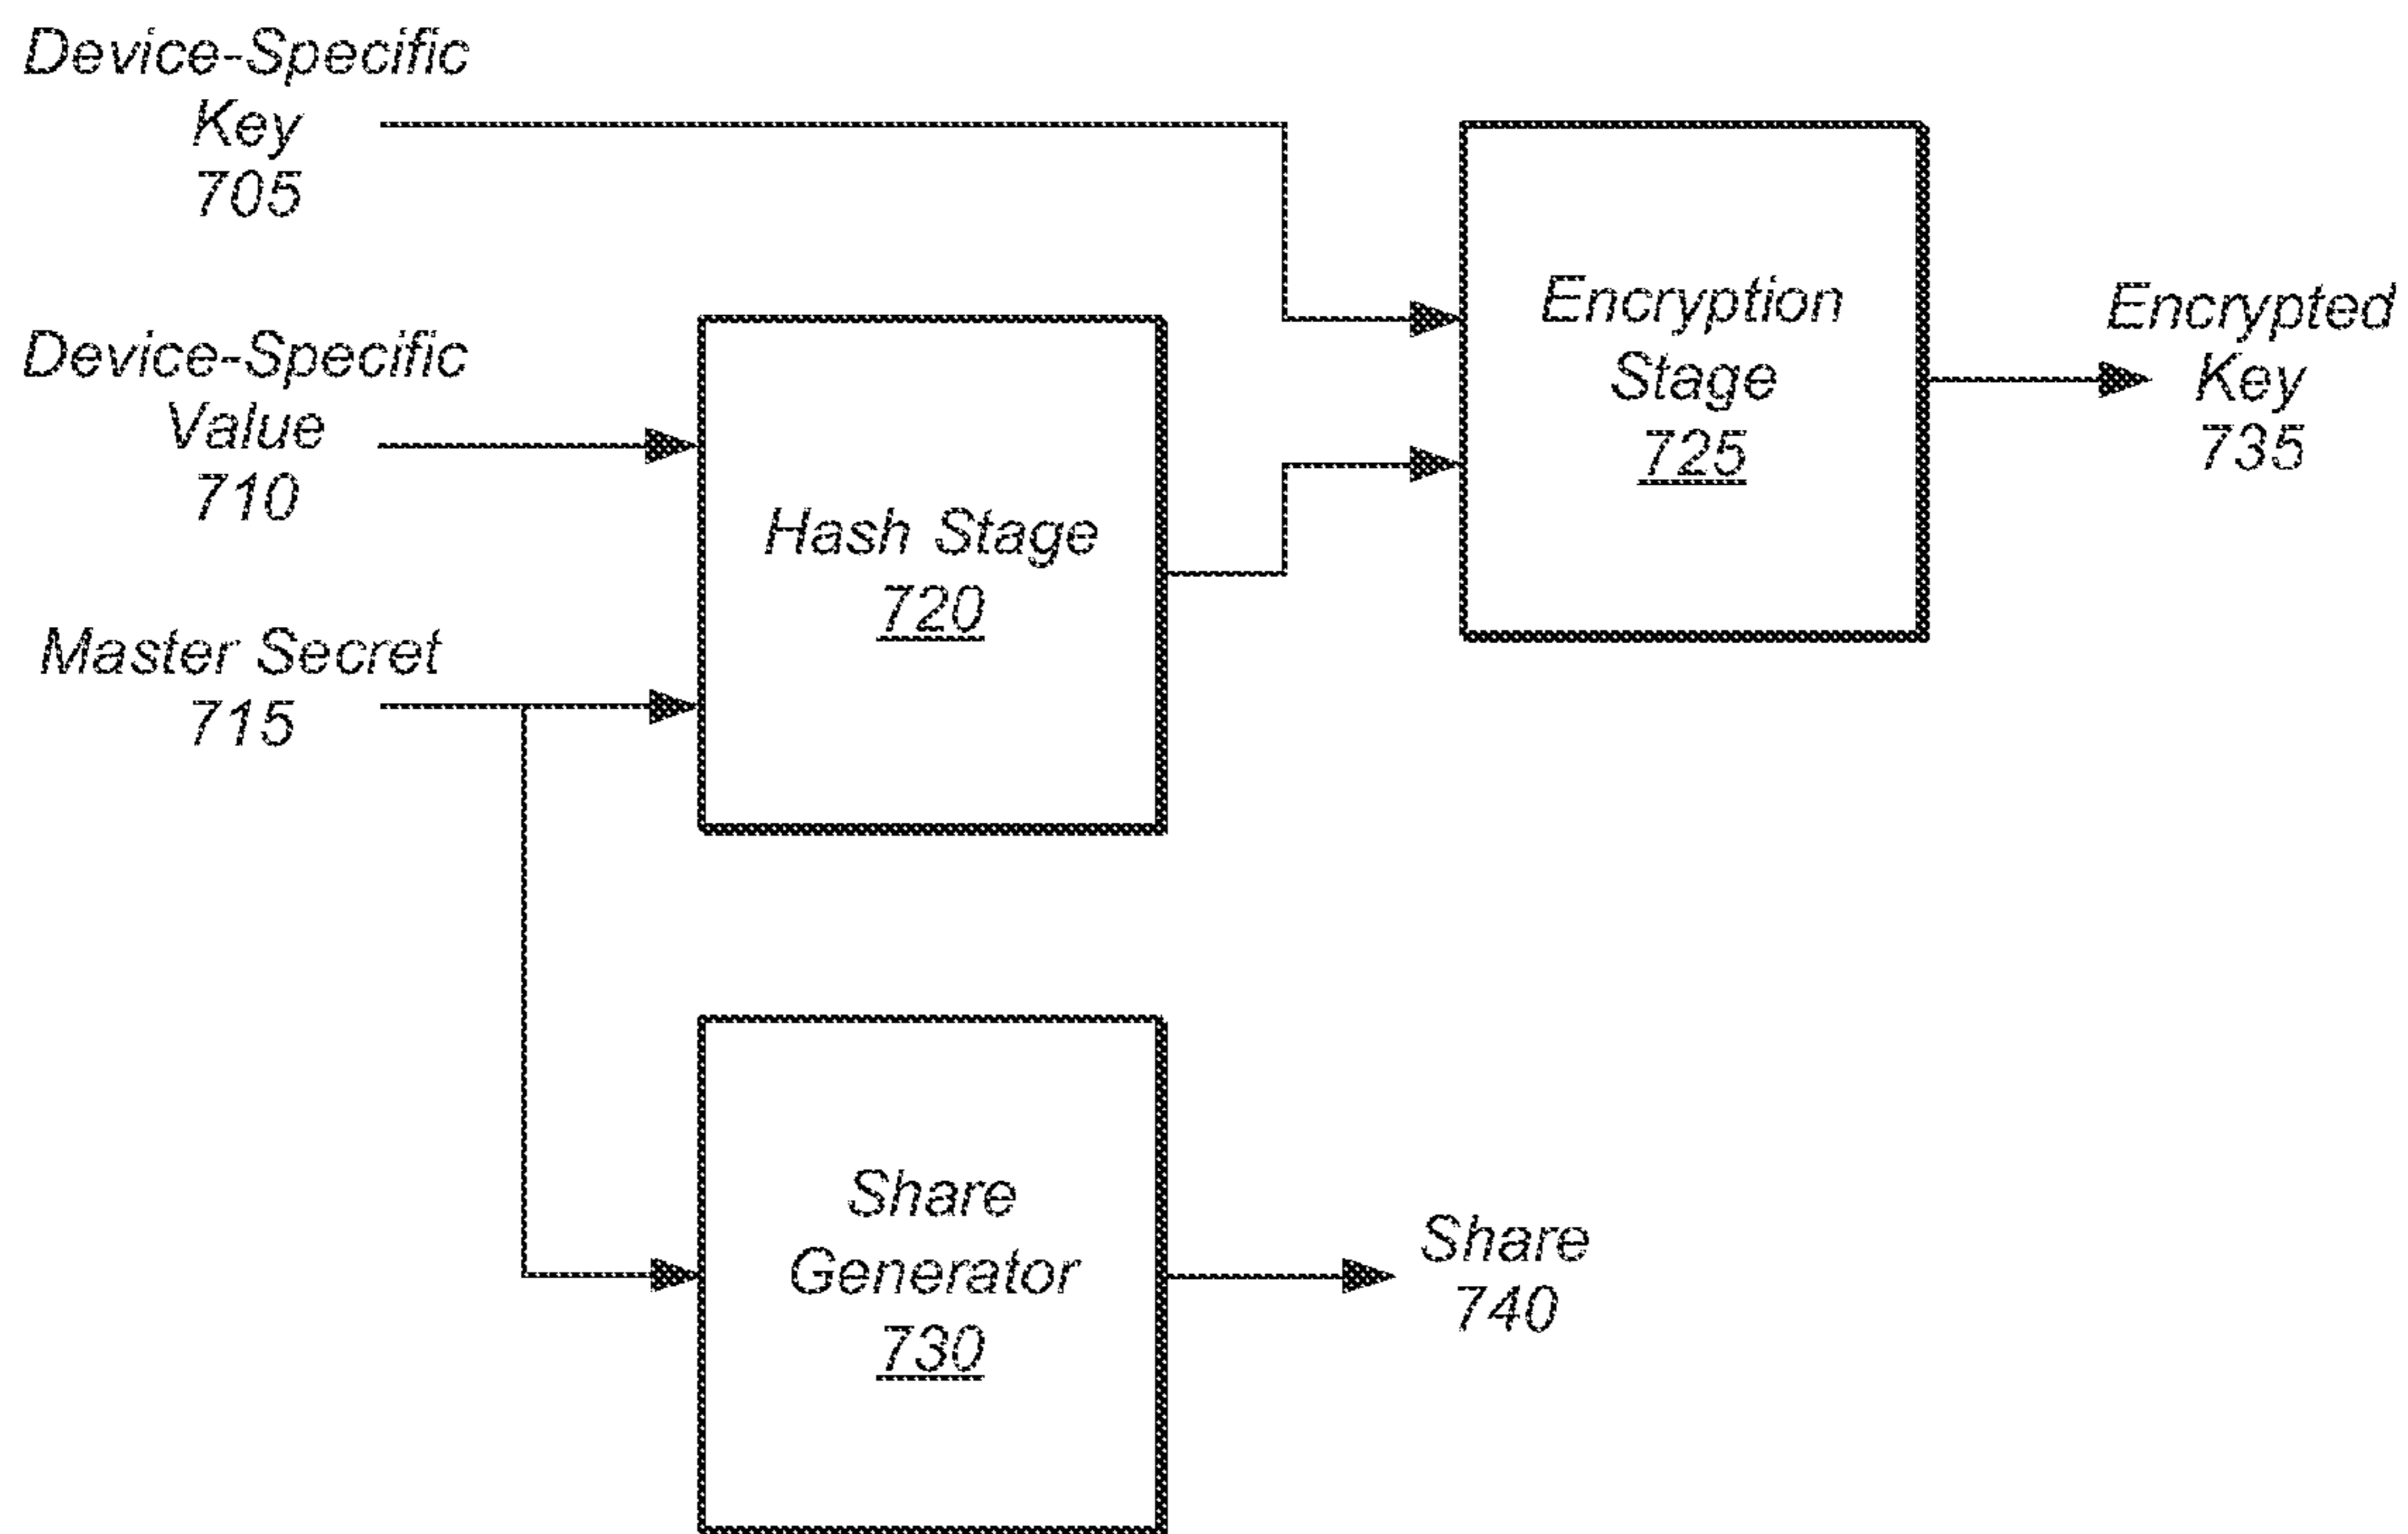 Device-Specific
Key
705
Device-Specific
Value
710
Master Secret
715
Hash Stage
720
Encryption
Stage
725
Encrypted
Key
735
Share
Generator
730
Share
740